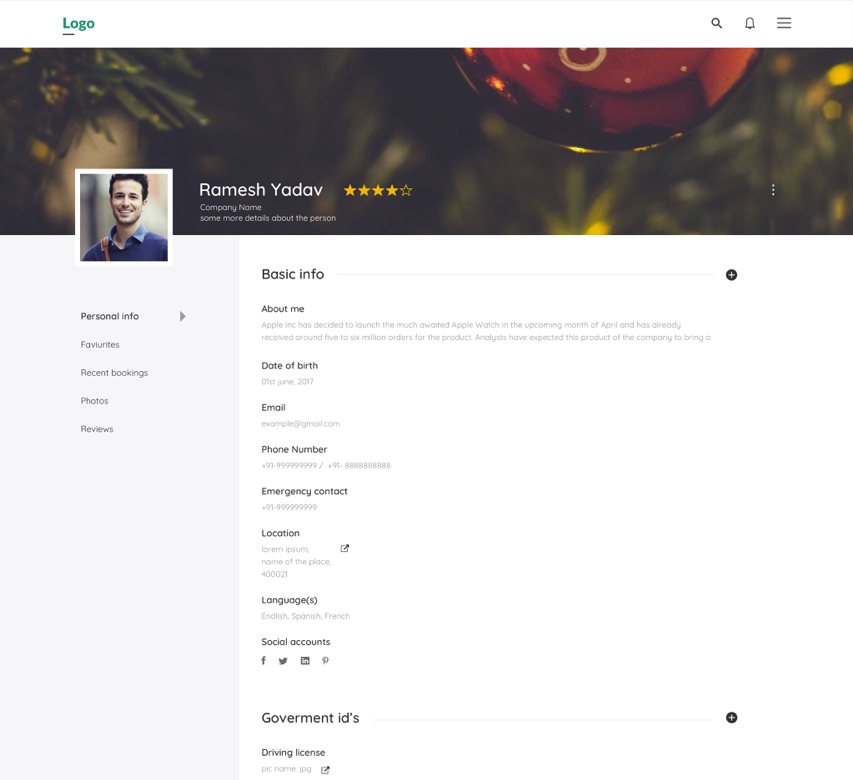 Logo
Ramesh Yadav
Company Name
some more details about the person
Personal info
Faviurites
Recent bookings
Photos
Reviews
Basic info
About me
Apple Inc has decided to launch the much awaited Apple Watch in the upcoming month of April and has already
received around five to six million orders for the product. Analysts have expected this product of the company to bring a
Date of birth
01st june, 2017
Email
example@gmail.com
Phone Number
+91-999999999 / +91- 8888888888
Emergency contact
+91-999999999
Location
lorem ipsum,
name of the place,
400021
Language(s)
Endlish, Spanish, French
Social accounts
Goverment id's
Driving license
pic name. jpg